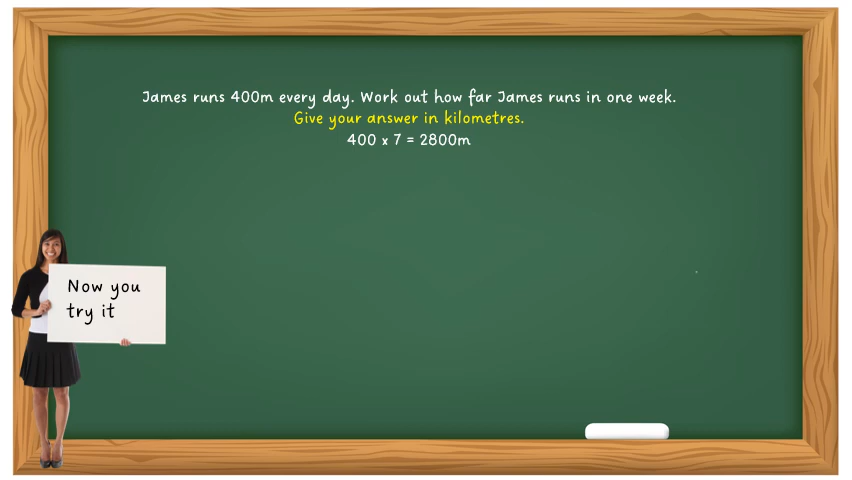 James runs 400m every day. Work out how far James runs in one week.
Give your answer in kilometres.
400 x 7 = 2800m
Now you
try it